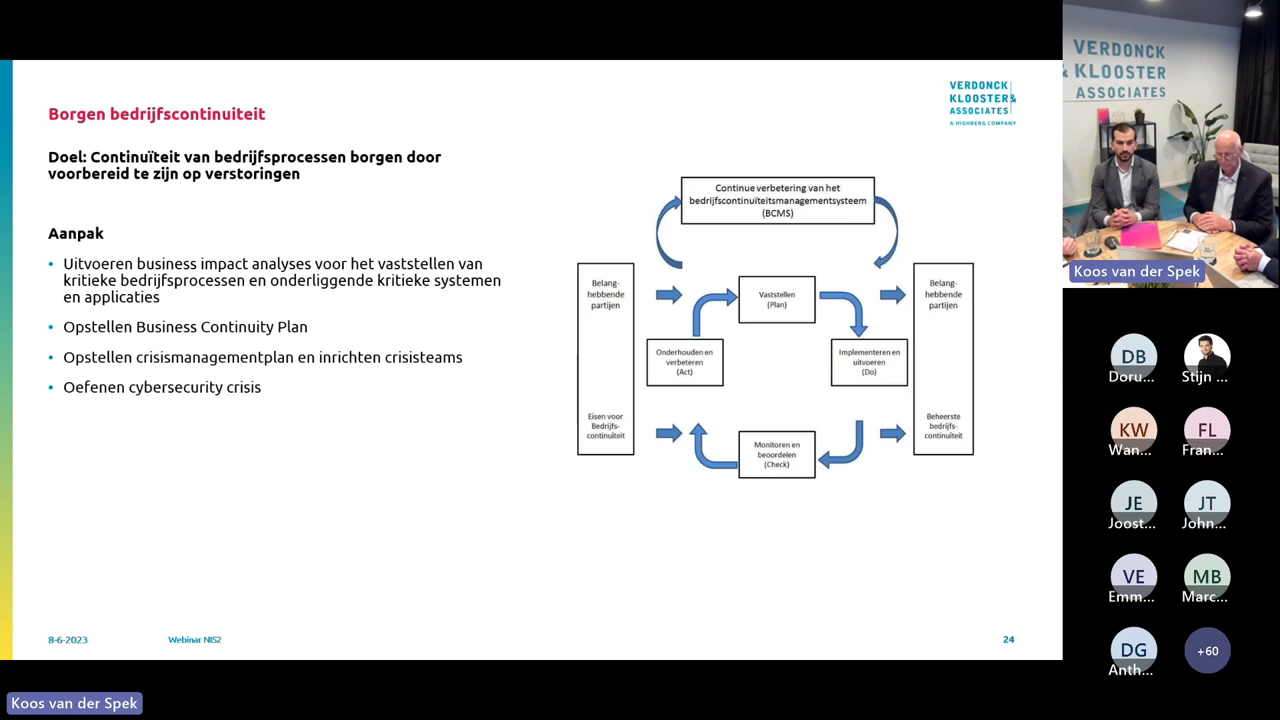 Borgen bedrijfscontinuiteit
VERDONCK
KLOOSTER&
ASSOCIATES
A HIGHBERG COMPANY
Doel: Continuïteit van bedrijfsprocessen borgen door
voorbereid te zijn op verstoringen
Aanpak
• Uitvoeren business impact analyses voor het vaststellen van
kritieke bedrijfsprocessen en onderliggende kritieke systemen
en applicaties
• Opstellen Business Continuity Plan
• Opstellen crisismanagementplan en inrichten crisisteams
• Oefenen cybersecurity crisis
Continue verbetering van het
bedrijfscontinuïteitsmanagementsysteem
(BCMS)
Belang-
hebbende
partijen
Eisen voor
Bedrijfs-
continuïteit
Vaststellen
(Plan)
Onderhouden en
verbeteren
(Act)
Implementeren en
uitvoeren
(Do)
Monitoren en
beoordelen
(Check)
Belang-
hebbende
partijen
Beheerste
bedrijfs-
continuïteit
8-6-2023
Webinar NIS2
24
VERDONCK
& KLOOSTER
ASSOCIATES
Koos van der Spek
DB
Doru...
Stijn ...
KW
Wan...
FL
Fran...
JE
Joost...
JT
John...
VE
Emm...
MB
Marc...
DG
Anth...
+60
Koos van der Spek